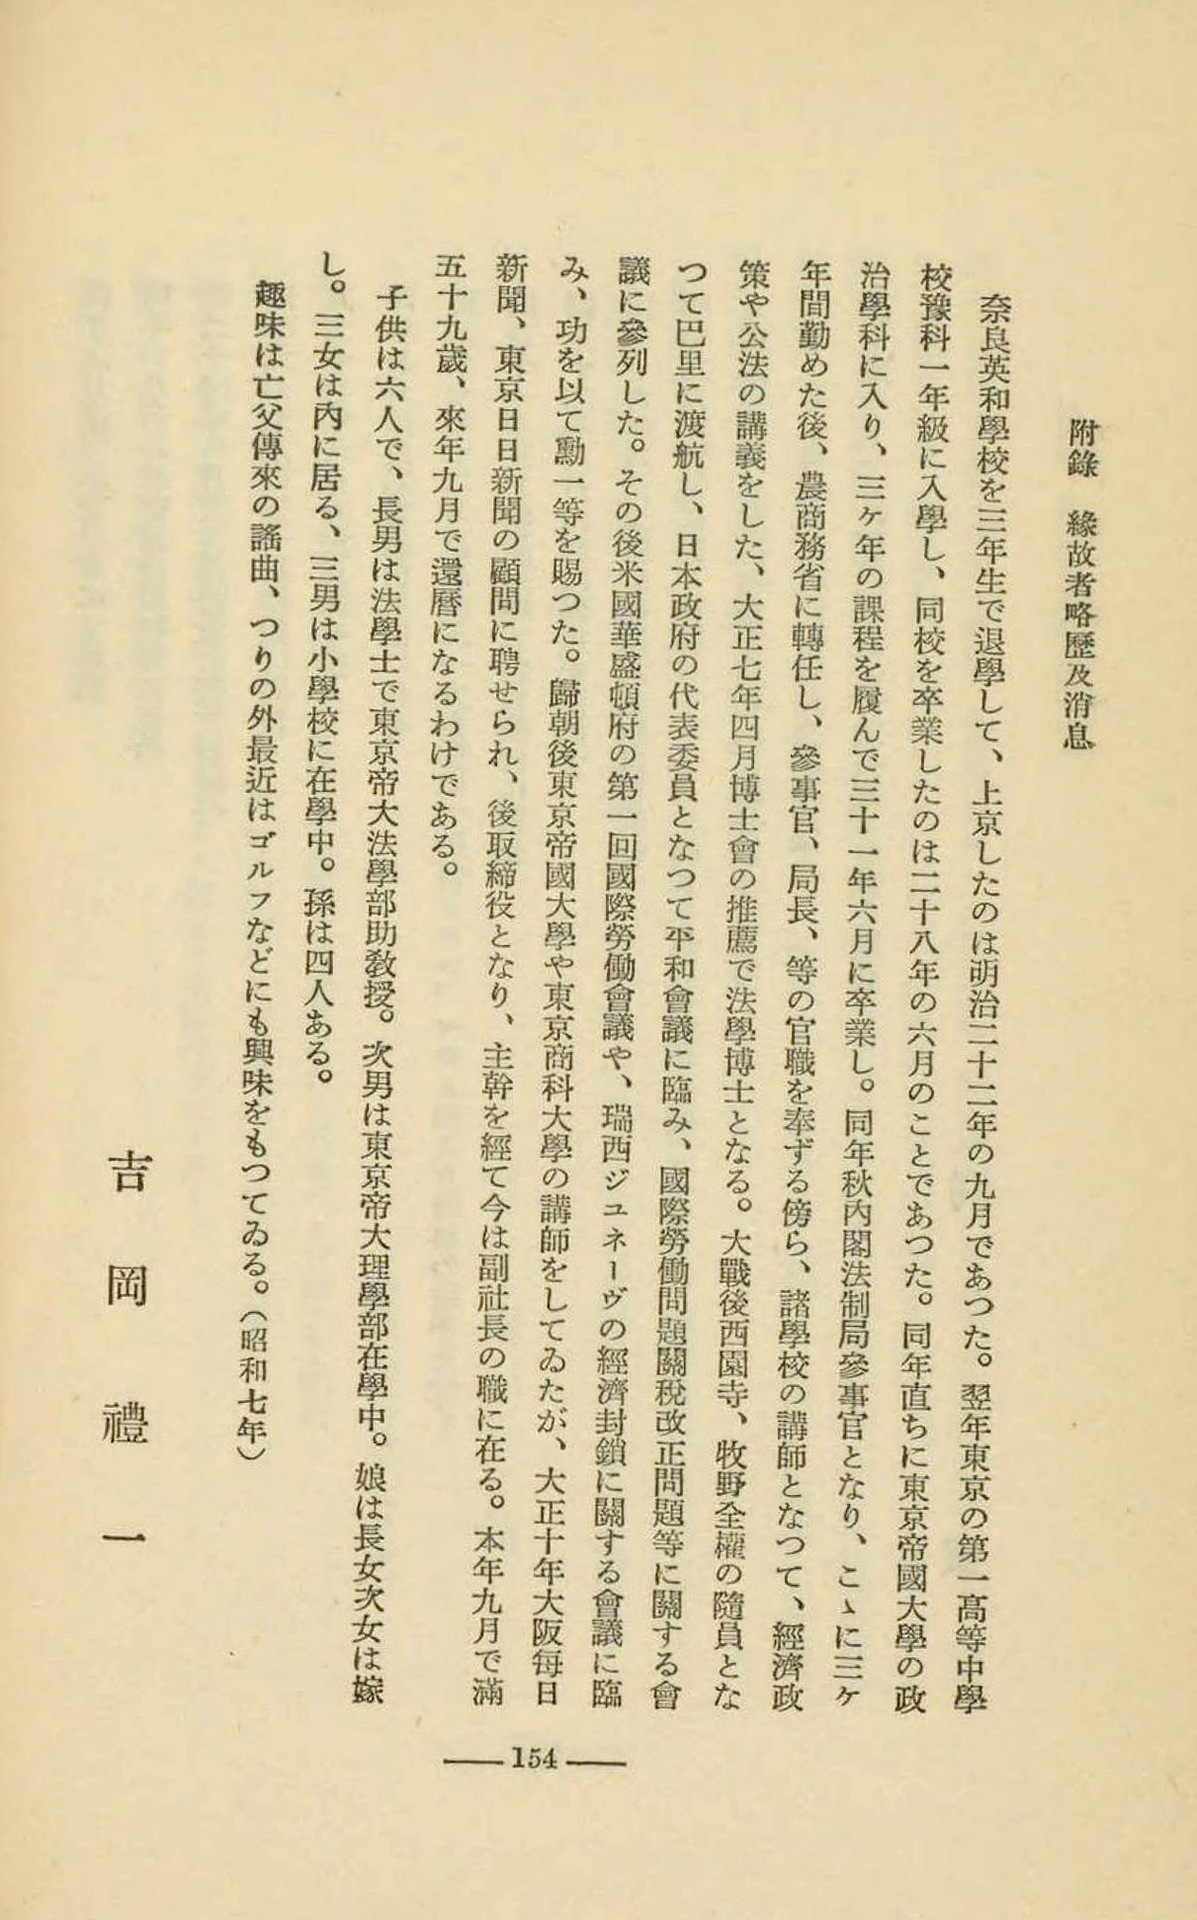 附錄　緣故者略歷及消息
奈良英和學校を三年生で退學して、上京したのは明治二十二年の九月であつた。翌年東京の第一高等中學
校豫科一年級に入學し、同校を卒業したのは二十八年の六月のことであつた。同年直ちに東京帝國大學の政
治學科に入り、三ヶ年の課程を履んで三十一年六月に卒業し。同年秋內閣法制局參事官となり、こゝに三ヶ
年間勤めた後、農商務省に轉任し、參事官、局長、等の官職を奉ずる傍ら、諸學校の講師となつて、經濟政
策や公法の講義をした、大正七年四月博士會の推薦で法學博士となる。大戰後西園寺、牧野全權の隨員とな
つて巴里に渡航し、日本政府の代表委員となつて平和會議に臨み、國際勞働問題關稅改正問題等に關する會
議に參列した。その後米國華盛頓府の第一回國際勞働會議や、瑞西ジユネーヴの經濟封鎖に關する會議に臨
み、功を以て勳一等を賜つた。歸朝後東京帝國大學や東京商科大學の講師をしてゐたが、大正十年大阪每日
新聞、東京日日新聞の顧問に聘せられ、後取締役となり、主幹を經て今は副社長の職に在る。本年九月で滿
五十九歲、來年九月で還曆になるわけである。
子供は六人で、長男は法學士で東京帝大法學部助敎授。次男は東京帝大理學部在學中。娘は長女次女は嫁
し。三女は內に居る、三男は小學校に在學中。孫は四人ある。
趣味は亡父傳來の謠曲、つりの外最近はゴルフなどにも興味をもつてゐる。（昭和七年）
吉岡禮一
―― 154 ――